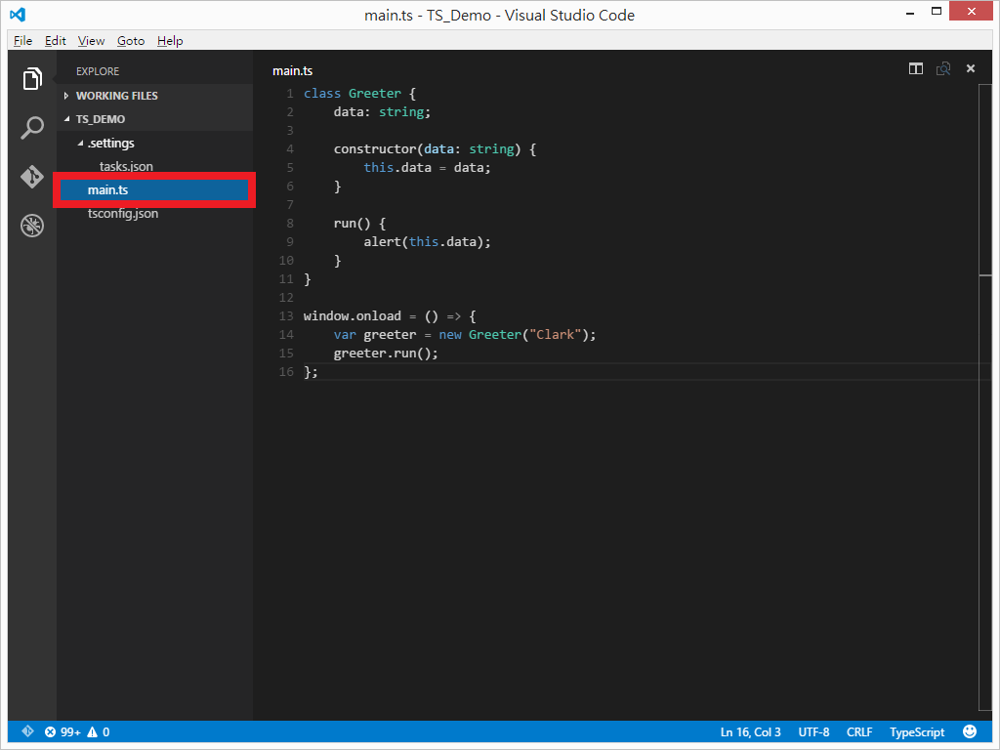 main.ts - TS_Demo - Visual Studio Code
File Edit View Goto Help
EXPLORE
WORKING FILES
TS_DEMO
.settings
tasks.json
main.ts
tsconfig.json
main.ts
1 class Greeter {
2     data: string;
3
4     constructor(data: string) {
5         this.data = data;
6     }
7
8     run() {
9         alert(this.data);
10     }
11 }
12
13 window.onload = () => {
14     var greeter = new Greeter("Clark");
15     greeter.run();
16 };
99+ 0 Ln 16, Col 3 UTF-8 CRLF TypeScript